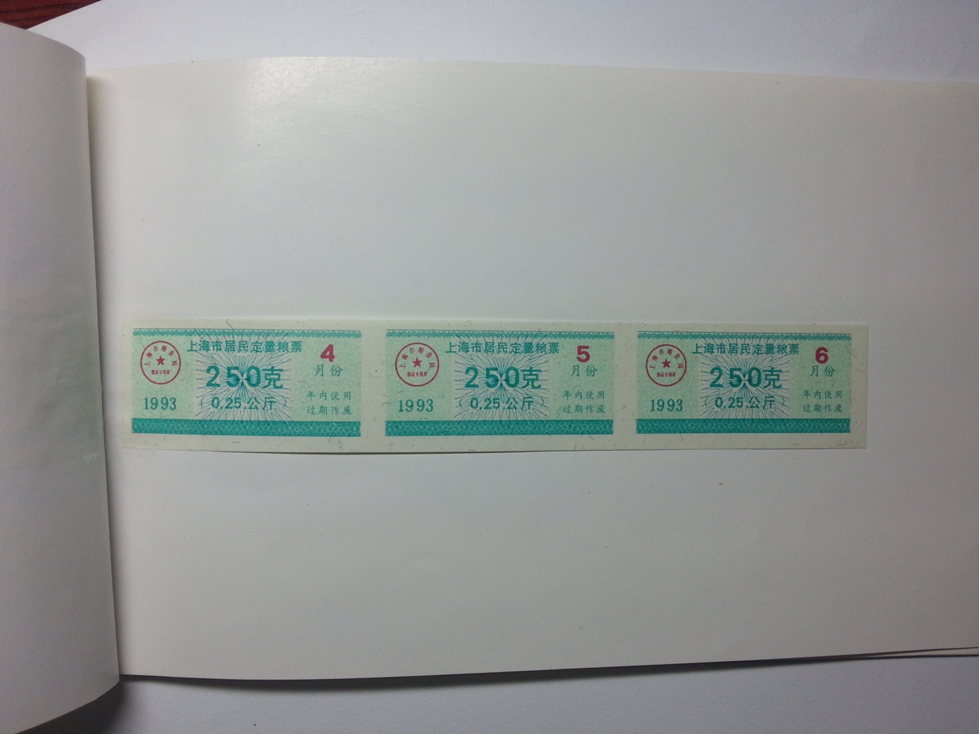 上海市居民定量粮票
4
月份
250克
1993
(0.25公斤)
年内使用
过期作废
上海市居民定量粮票
5
月份
250克
1993
(0.25公斤)
年内使用
过期作废
上海市居民定量粮票
6
月份
250克
1993
(0.25公斤)
年内使用
过期作废